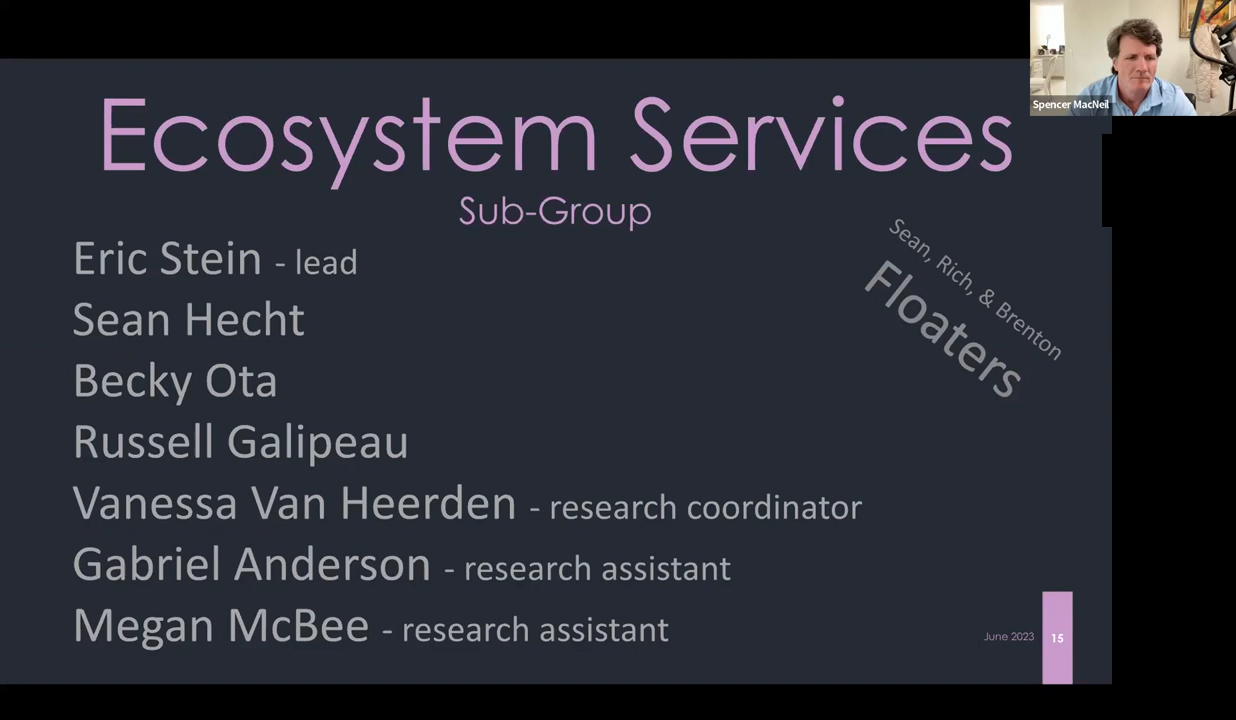 Spencer MacNeil
Ecosystem Services
Sub-Group
Eric Stein - lead
Sean Hecht
Becky Ota
Russell Galipeau
Vanessa Van Heerden - research coordinator
Gabriel Anderson - research assistant
Megan McBee - research assistant
Sean, Rich, & Brenton
Floaters
June 2023
15